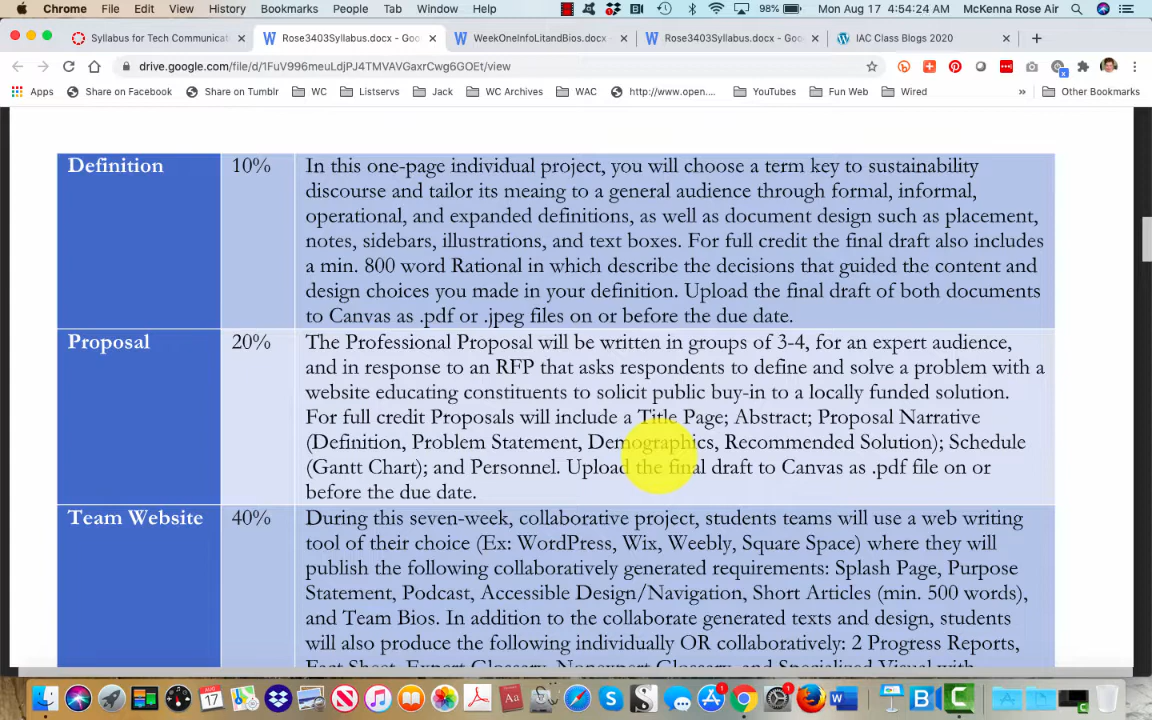 Chrome File Edit View History Bookmarks People Tab Window Help 98% Mon Aug 17 4:54:24 AM McKenna Rose Air
Syllabus for Tech Communicat Rose3403Syllabus.docx - Goo WeekOneInfoLitandBios.docx - Rose3403Syllabus.docx - Goo IAC Class Blogs 2020
drive.google.com/file/d/1FuV996meuLdjPJ4TMVAVGaxrCwg6GOEt/view
Apps Share on Facebook Share on Tumblr WC Listservs Jack WC Archives WAC http://www.open.... YouTubes Fun Web Wired » Other Bookmarks
Definition 10% In this one-page individual project, you will choose a term key to sustainability
discourse and tailor its meaing to a general audience through formal, informal,
operational, and expanded definitions, as well as document design such as placement,
notes, sidebars, illustrations, and text boxes. For full credit the final draft also includes
a min. 800 word Rational in which describe the decisions that guided the content and
design choices you made in your definition. Upload the final draft of both documents
to Canvas as .pdf or .jpeg files on or before the due date.
Proposal 20% The Professional Proposal will be written in groups of 3-4, for an expert audience,
and in response to an RFP that asks respondents to define and solve a problem with a
website educating constituents to solicit public buy-in to a locally funded solution.
For full credit Proposals will include a Title Page; Abstract; Proposal Narrative
(Definition, Problem Statement, Demographics, Recommended Solution); Schedule
(Gantt Chart); and Personnel. Upload the final draft to Canvas as .pdf file on or
before the due date.
Team Website 40% During this seven-week, collaborative project, students teams will use a web writing
tool of their choice (Ex: WordPress, Wix, Weebly, Square Space) where they will
publish the following collaboratively generated requirements: Splash Page, Purpose
Statement, Podcast, Accessible Design/Navigation, Short Articles (min. 500 words),
and Team Bios. In addition to the collaborate generated texts and design, students
will also produce the following individually OR collaboratively: 2 Progress Reports,
Fact Sheet, Expert Glossary, Nonexpert Glossary, and Specialized Visual with